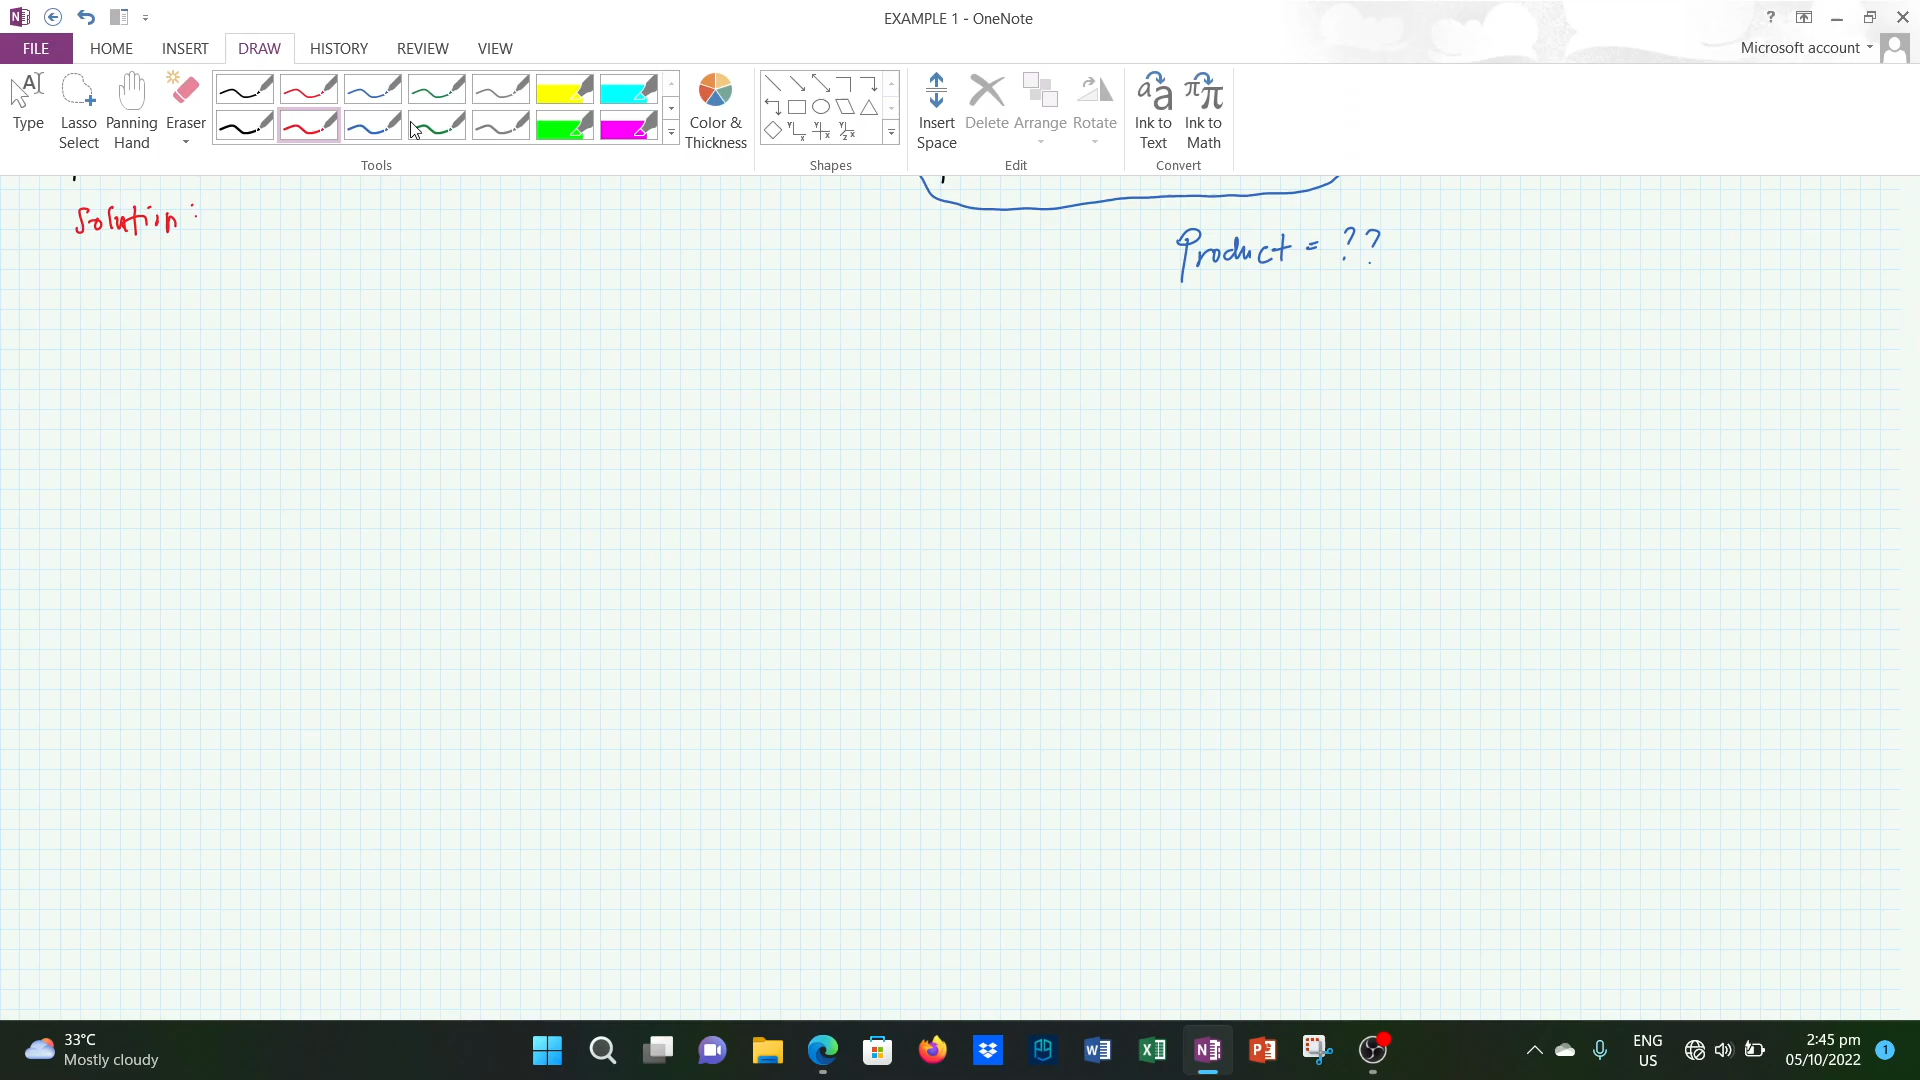 EXAMPLE 1 - OneNote
FILE HOME INSERT DRAW HISTORY REVIEW VIEW
Microsoft account
Type
Lasso Select
Panning Hand
Eraser
Color & Thickness
Insert Space
Delete
Arrange
Rotate
Ink to Text
Ink to Math
Tools
Shapes
Edit
Convert
Solution :
Product = ??
33°C
Mostly cloudy
ENG
US
2:45 pm
05/10/2022
1